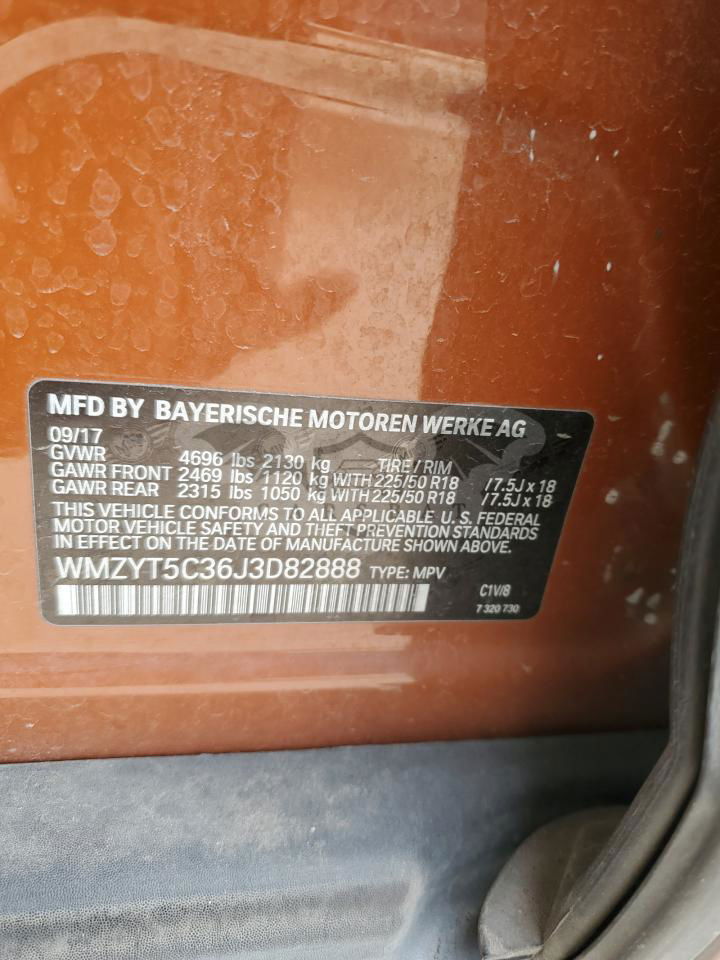 MFD BY BAYERISCHE MOTOREN WERKE AG
09/17
GVWR 4696 lbs 2130 kg TIRE / RIM
GAWR FRONT 2469 lbs 1120 kg WITH 225/50 R18 /7.5J x 18
GAWR REAR 2315 lbs 1050 kg WITH 225/50 R18 /7.5J x 18
THIS VEHICLE CONFORMS TO ALL APPLICABLE U.S. FEDERAL
MOTOR VEHICLE SAFETY AND THEFT PREVENTION STANDARDS
IN EFFECT ON THE DATE OF MANUFACTURE SHOWN ABOVE.
WMZYT5C36J3D82888 TYPE: MPV
C1V/8
7 320 730